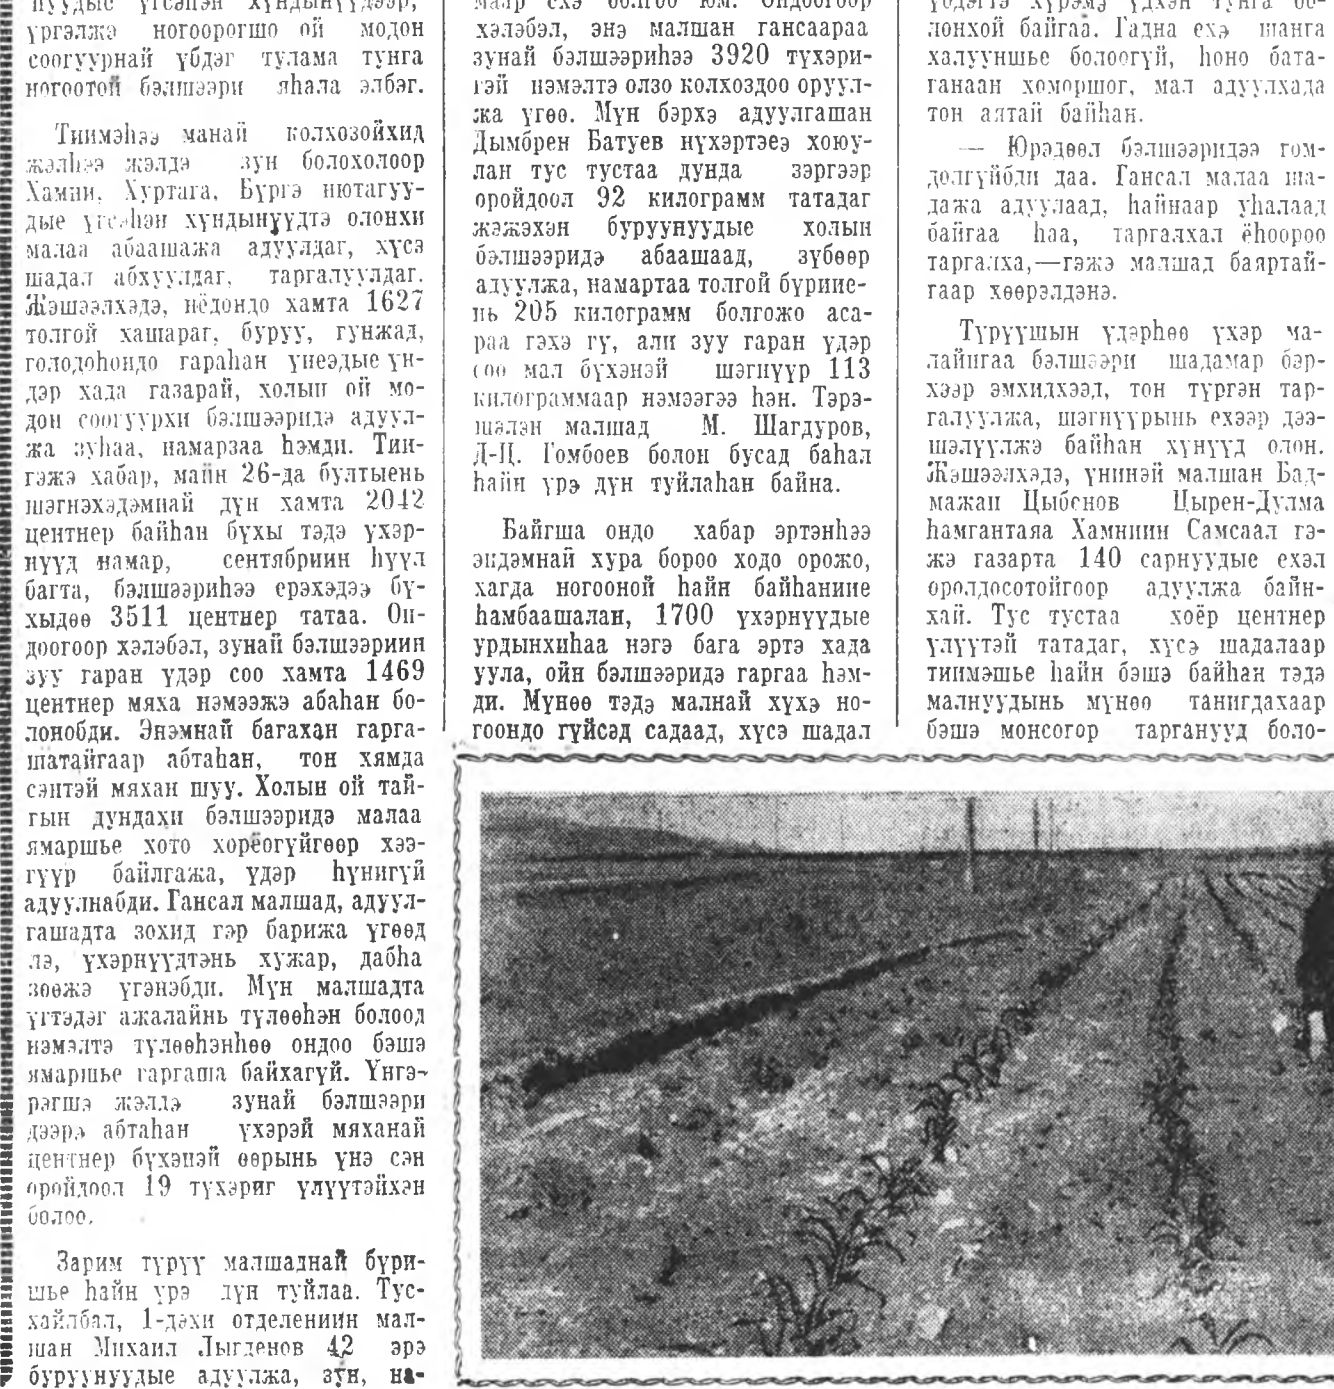 үргэлжэ ногоорогшо ой модон
соогуурнай үбдэг тулама тунга
ногоотой бэлшээри яһала элбэг.
Тиимэһээ манай колхозойхид
жэлһээ жэлдэ зун болохолоор
Хамни, Хуртага, Бүргэ нютагуу-
дые үгсэһэн хүндынүүдтэ олонхи
малаа абаашажа адуулдаг, хүсэ
шадал абхуулдаг, таргалуулдаг.
Жэшээлхэдэ, нёдондо хамта 1627
толгой хашараг, буруу, гунжад,
голодоһондо гараһан үнеэдые үн-
дэр хада газарай, холын ой мо-
дон соогуурхи бэлшээридэ адуул-
жа зуһаа, намарзаа һэмди. Тии-
гэжэ хабар, майн 26-да бултыень
шэгнэхэдэмнай дүн хамта 2042
центнер байһан бүхы тэдэ үхэр-
нүүд намар, сентябриин һүүл
багта, бэлшээриһээ ерэхэдээ бү-
хыдөө 3511 центнер татаа. Он-
доогоор хэлэбэл, зунай бэлшээриин
зуу гаран үдэр соо хамта 1469
центнер мяха нэмээжэ абаһан бо-
лонобди. Энэмнай багахан гарга-
шатайгаар абтаһан, тон хямда
сэнтэй мяхан шуу. Холын ой тай-
гын дундахи бэлшээридэ малаа
ямаршье хото хорёогүйгөөр хээ-
гүүр байлгажа, үдэр һүнигүй
адуулнабди. Гансал малшад, адуул-
гашадта зохид гэр барижа үгөөд
лэ, үхэрнүүдтэнь хужар, дабһа
зөөжэ үгэнэбди. Мүн малшадта
үгтэдэг ажалайнь түлөөһэн болоод
нэмэлтэ түлөөһэнһөө ондоо бэшэ
ямаршье гаргаша байхагүй. Үнгэ-
рэгшэ жэлдэ зунай бэлшээри
дээрэ абтаһан үхэрэй мяханай
центнер бүхэнэй өөрынь үнэ сэн
оройдоол 19 түхэриг үлүүтэйхэн
болоо.
Зарим түрүү малшаднай бүри-
шье һайн үрэ дүн туйлаа. Тус-
хайлбал, 1-дэхи отделениин мал-
шан Михаил Лыгденов 42 эрэ
буруунуудые адуулжа, зун, на-
хэлэбэл, энэ малшан гансаараа
зунай бэлшээриһээ 3920 түхэри-
гэй нэмэлтэ олзо колхоздоо оруул-
жа үгөө. Мүн бэрхэ адуулгашан
Дымбрен Батуев нүхэртэеэ хоюу-
лан тус тустаа дунда зэргээр
оройдоол 92 килограмм татадаг
жэжэхэн буруунуудые холын
бэлшээридэ абаашаад, зүбөөр
адуулжа, намартаа толгой бүриие-
нь 205 килограмм болгожо аса-
раа гэхэ гү, али зуу гаран үдэр
соо мал бүхэнэй шэгнүүр 113
килограммаар нэмээгээ һэн. Тэрэ-
шэлэн малшад М. Шагдуров,
Д-Ц. Гомбоев болон бусад баһал
һайн үрэ дүн туйлаһан байна.
Байгша ондо хабар эртэнһээ
эндэмнай хура бороо ходо орожо,
хагда ногооной һайн байһание
һамбаашалан, 1700 үхэрнүүдые
урдынхиһаа нэгэ бага эртэ хада
уула, ойн бэлшээридэ гаргаа һэм-
ди. Мүнөө тэдэ малнай хүхэ но-
гоондо гүйсэд садаад, хүсэ шадал
лонхой байгаа. Гадна ехэ шанга
халууншье болоогүй, һоно бата-
ганаан хоморшог, мал адуулхада
тон аятай байһан.
— Юрэдөөл бэлшээридээ гом-
долгүйбди даа. Гансал малаа ша-
дажа адуулаад, һайнаар уһалаад
байгаа һаа, таргалхал ёһоороо
таргалха,—гэжэ малшад баяртай-
гаар хөөрэлдэнэ.
Түрүүшын үдэрһөө үхэр ма-
лайнгаа бэлшээри шадамар бэр-
хээр эмхидхээд, тон түргэн тар-
галуулжа, шэгнүүрынь ехээр дээ-
шэлүүлжэ байһан хүнүүд олон.
Жэшээлхэдэ, үнинэй малшан Бад-
мажап Цыбенов Цырен-Дулма
һамгантаяа Хамниин Самсаал гэ-
жэ газарта 140 сарнуудые ехэл
оролдосотойгоор адуулжа байн-
хай. Тус тустаа хоёр центнер
үлүүтэй татадаг, хүсэ шадалаар
тиимэшье һайн бэшэ байһан тэдэ
малнуудынь мүнөө танигдахаар
бэшэ монсогор таргануудa боло-